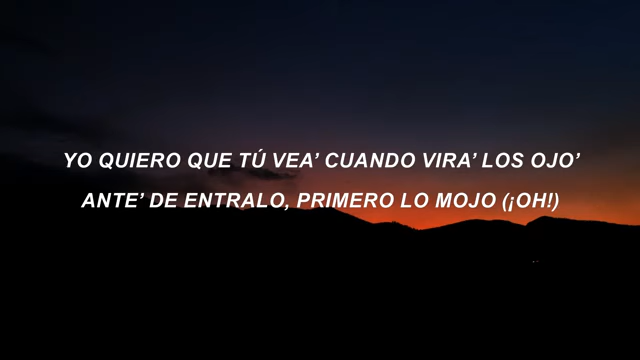 YO QUIERO QUE TÚ VEA’ CUANDO VIRA’ LOS OJO’
ANTE’ DE ENTRALO, PRIMERO LO MOJO (¡OH!)